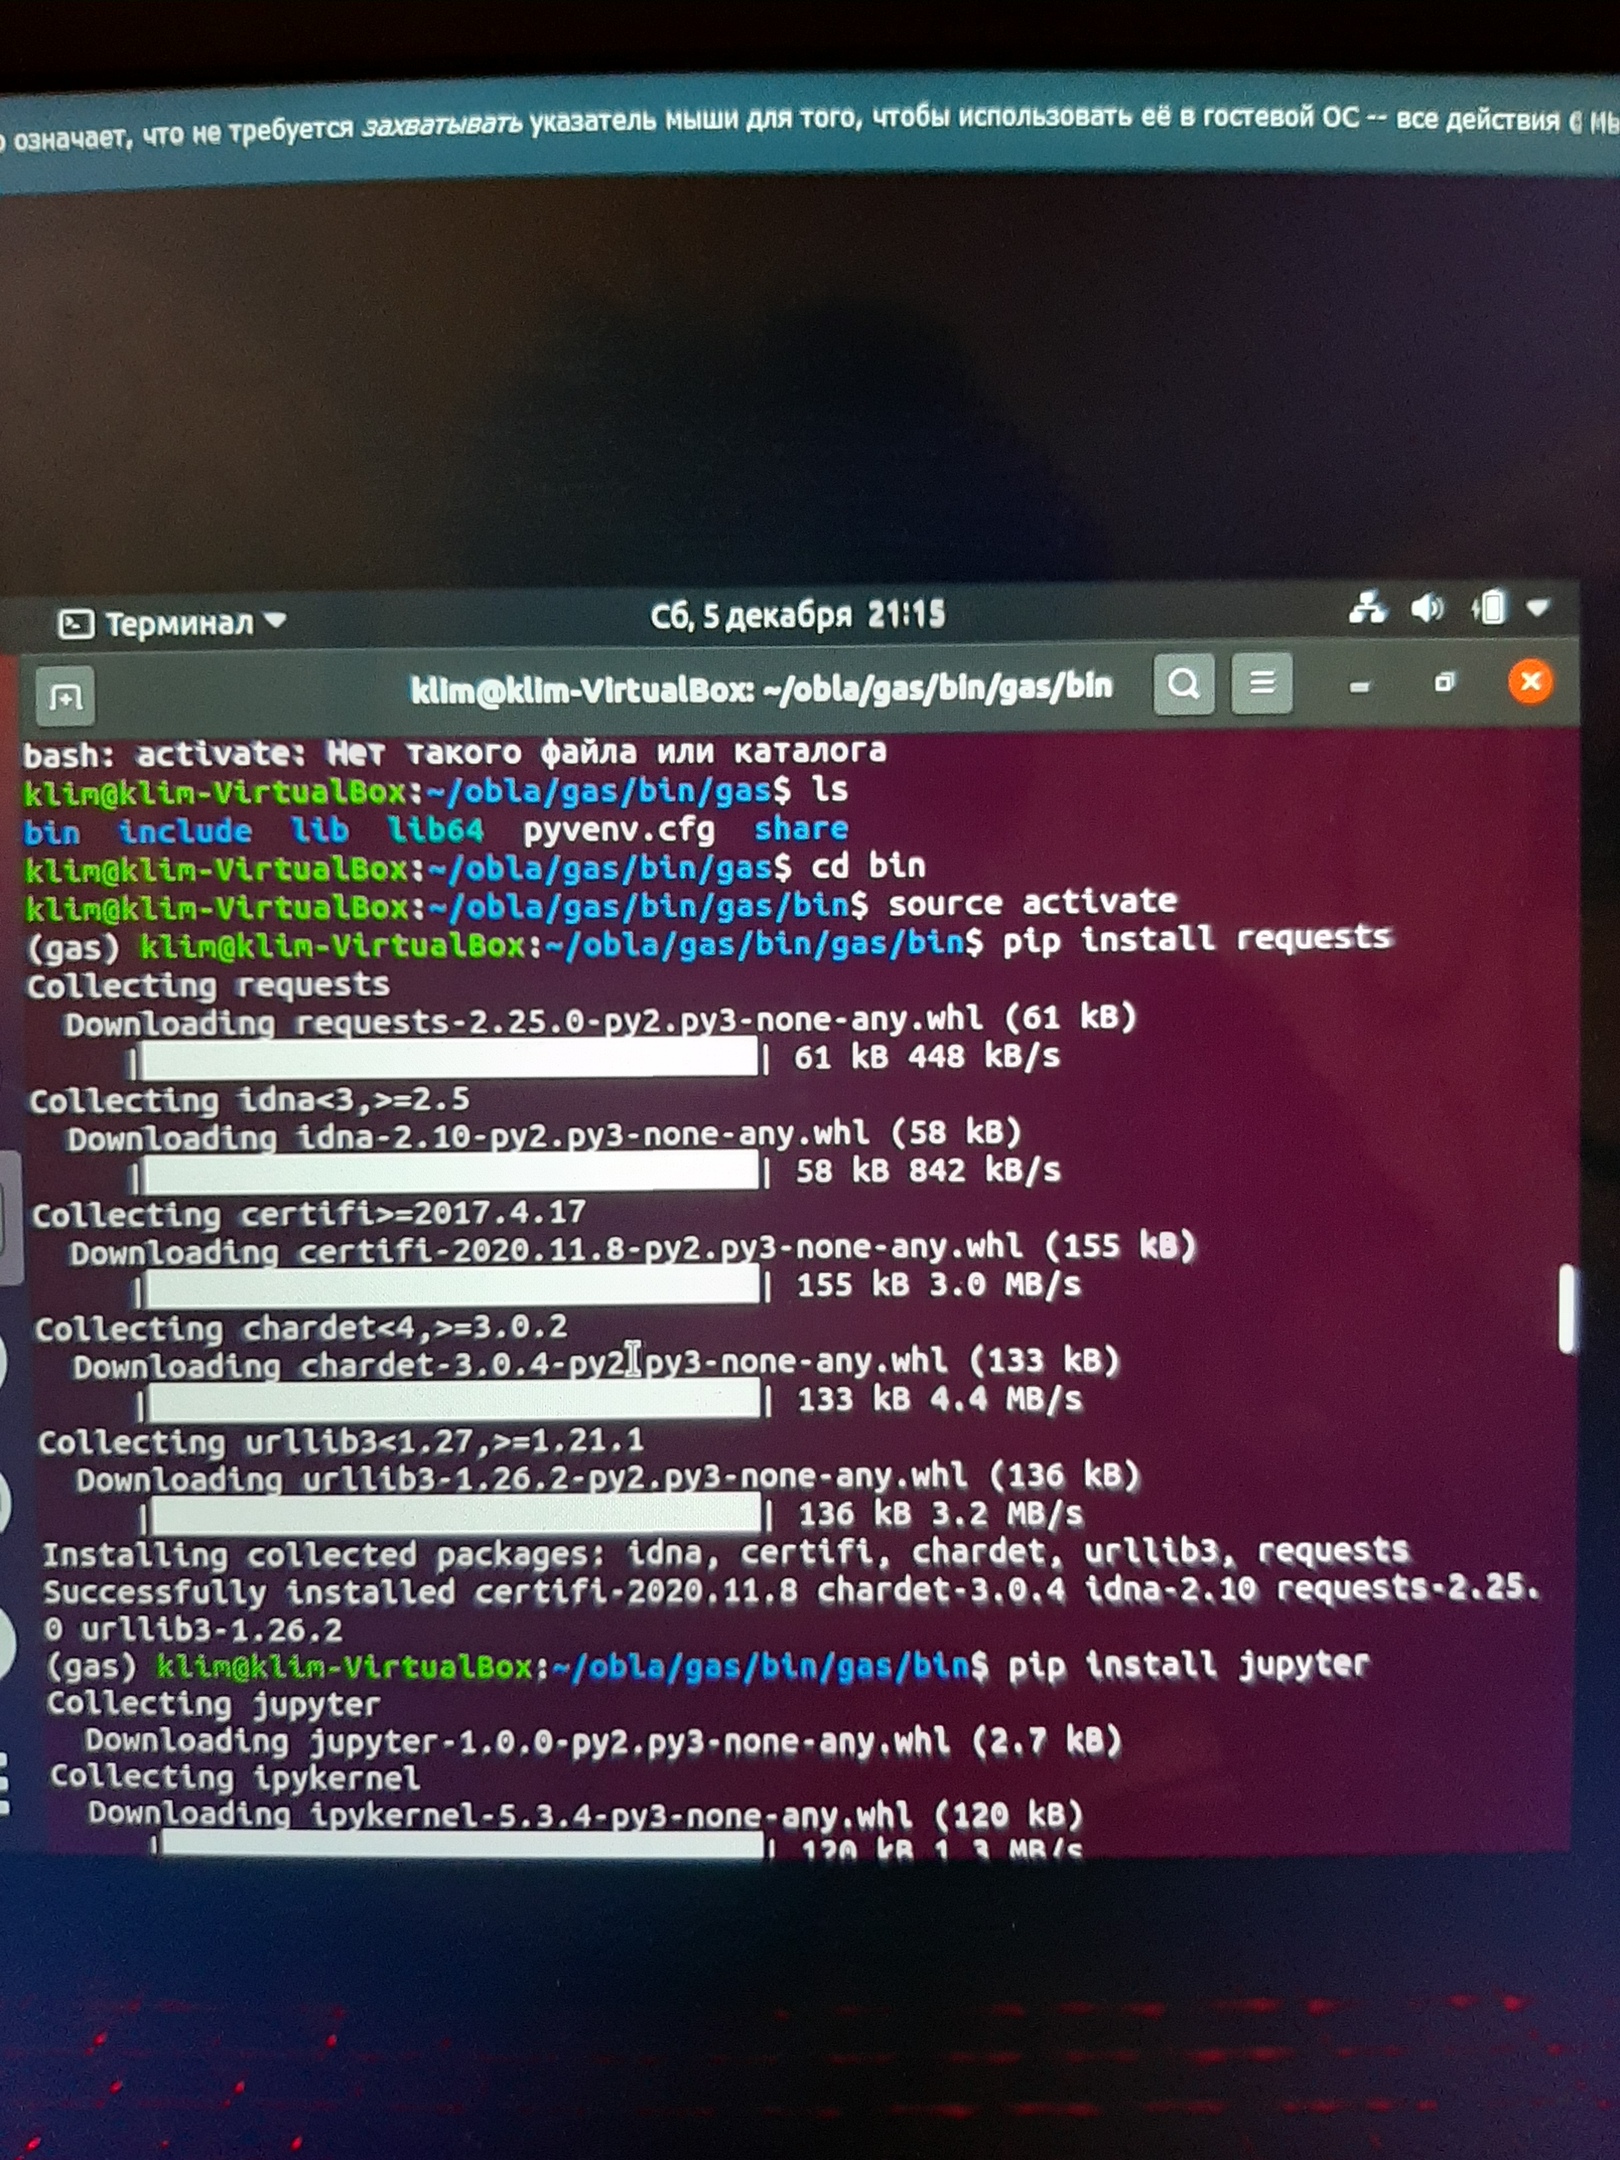 означает, что не требуется захватывать указатель мыши для того, чтобы использовать её в гостевой ОС -- все действия с
Терминал
Сб, 5 декабря 21:15
klim@klim-VirtualBox: ~/obla/gas/bin/gas/bin
bash: activate: Нет такого файла или каталога
klim@klim-VirtualBox:~/obla/gas/bin/gas$ ls
bin include lib lib64 pyvenv.cfg share
klim@klim-VirtualBox:~/obla/gas/bin/gas$ cd bin
klim@klim-VirtualBox:~/obla/gas/bin/gas/bin$ source activate
(gas) klim@klim-VirtualBox:~/obla/gas/bin/gas/bin$ pip install requests
Collecting requests
Downloading requests-2.25.0-py2.py3-none-any.whl (61 kB)
| | 61 kB 448 kB/s
Collecting idna<3,>=2.5
Downloading idna-2.10-py2.py3-none-any.whl (58 kB)
| | 58 kB 842 kB/s
Collecting certifi>=2017.4.17
Downloading certifi-2020.11.8-py2.py3-none-any.whl (155 kB)
| | 155 kB 3.0 MB/s
Collecting chardet<4,>=3.0.2
Downloading chardet-3.0.4-py2.py3-none-any.whl (133 kB)
| | 133 kB 4.4 MB/s
Collecting urllib3<1.27,>=1.21.1
Downloading urllib3-1.26.2-py2.py3-none-any.whl (136 kB)
| | 136 kB 3.2 MB/s
Installing collected packages: idna, certifi, chardet, urllib3, requests
Successfully installed certifi-2020.11.8 chardet-3.0.4 idna-2.10 requests-2.25.
0 urllib3-1.26.2
(gas) klim@klim-VirtualBox:~/obla/gas/bin/gas/bin$ pip install jupyter
Collecting jupyter
Downloading jupyter-1.0.0-py2.py3-none-any.whl (2.7 kB)
Collecting ipykernel
Downloading ipykernel-5.3.4-py3-none-any.whl (120 kB)
| | 120 kB 1.3 MB/s